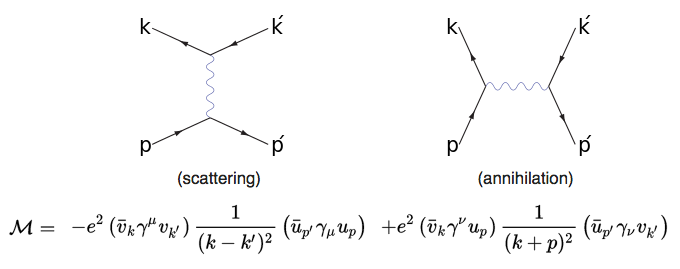 k ḱ k ḱ
p ṕ p ṕ
(scattering) (annihilation)
ℳ = −e² (v̄ₖγ^μ v_{k′}) 1/(k − k′)² (ū_{p′}γ_μ u_p) +e² (v̄ₖγ^ν u_p) 1/(k + p)² (ū_{p′}γ_ν v_{k′})